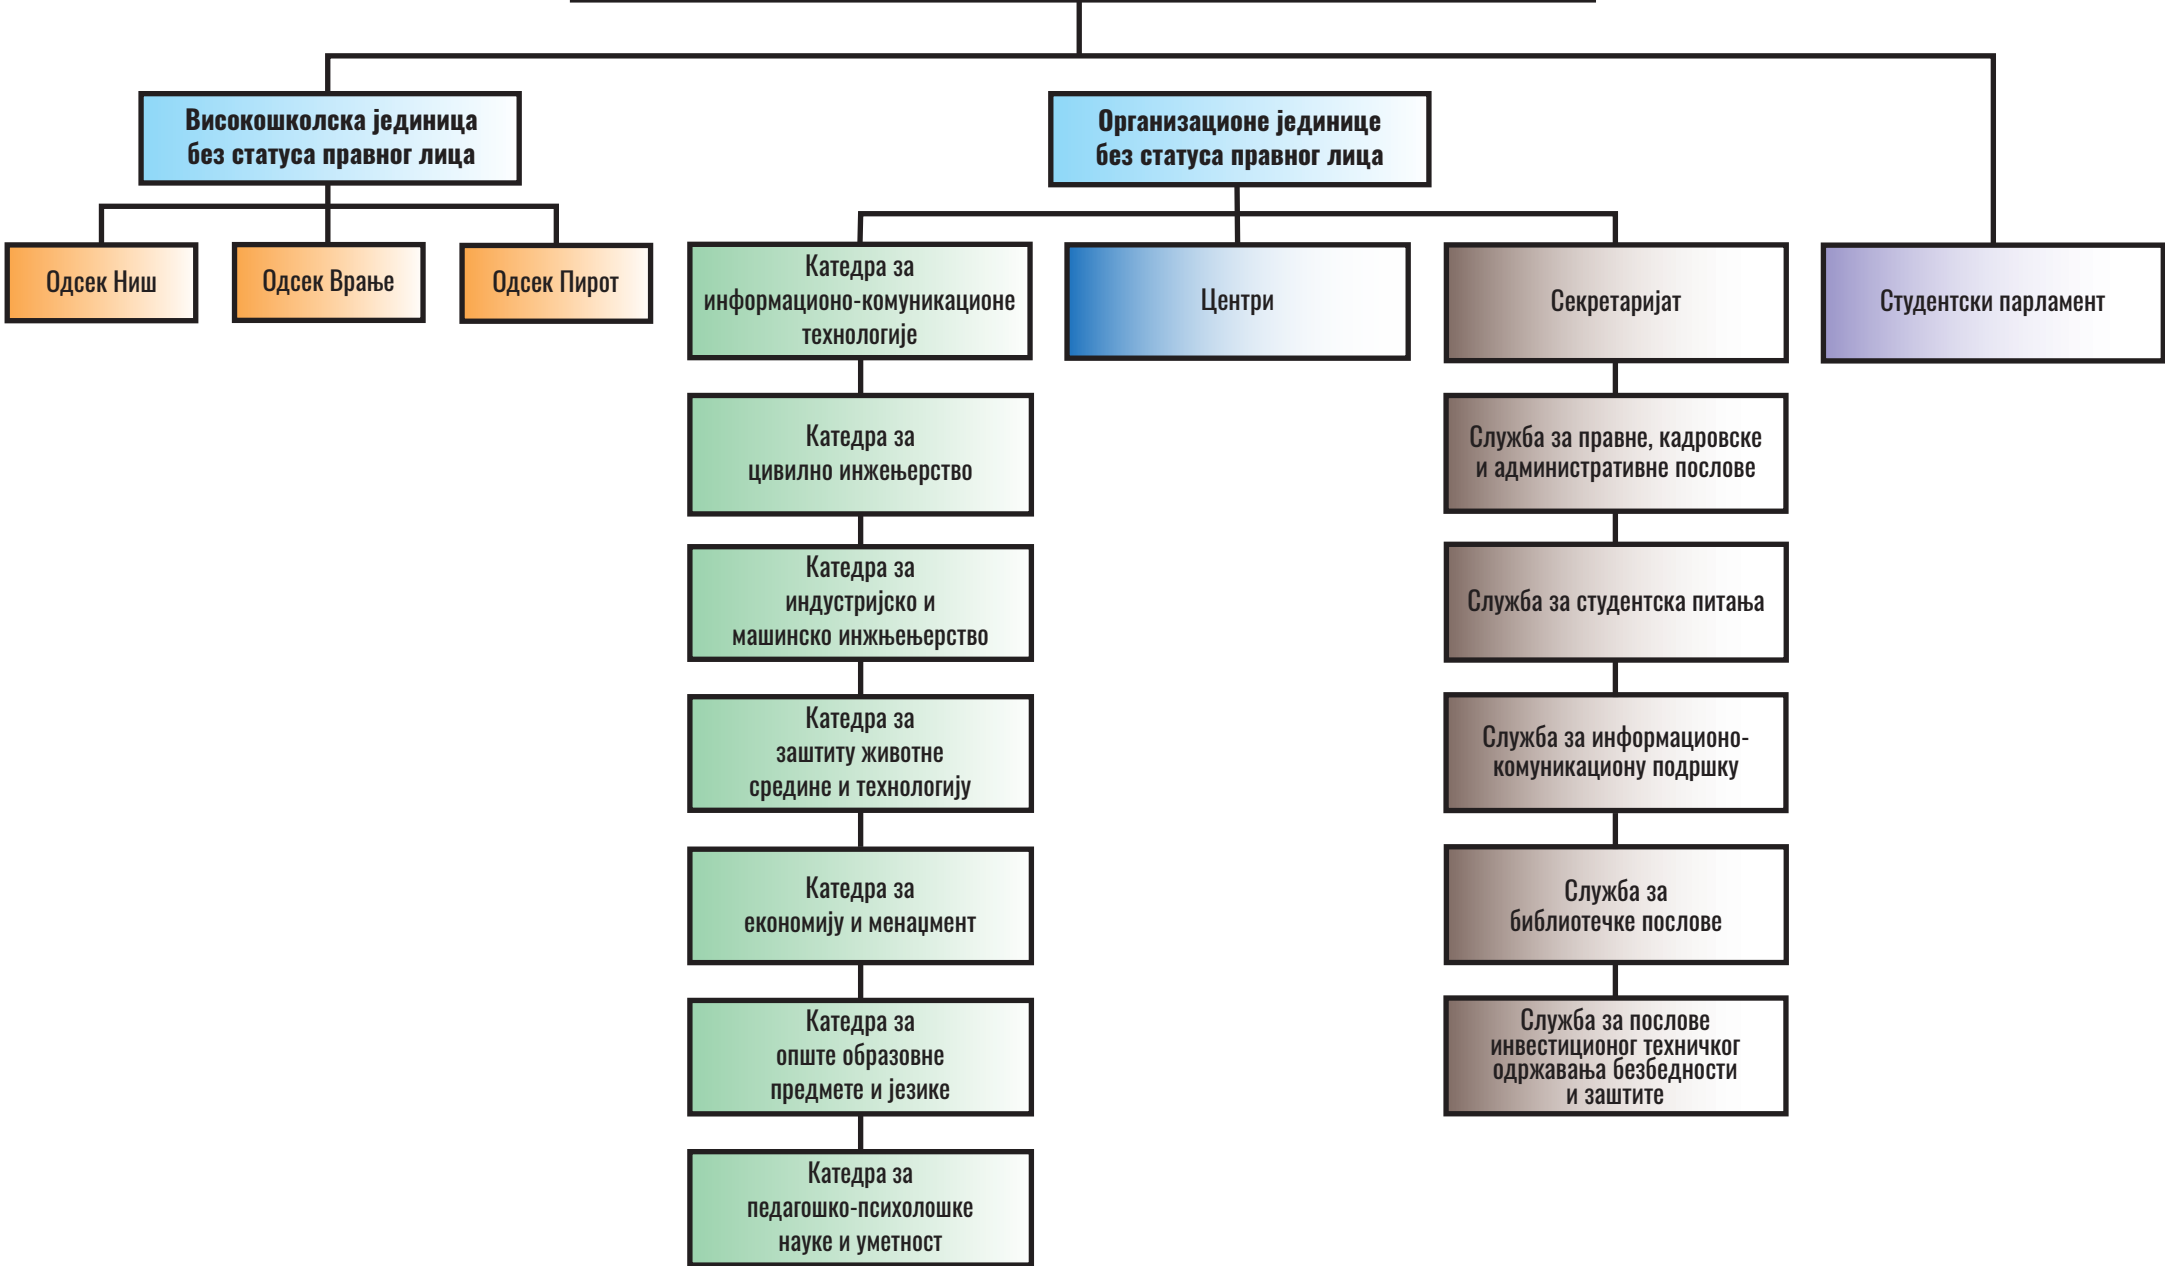 Високошколска јединица
без статуса правног лица
Организационе јединице
без статуса правног лица
Одсек Ниш
Одсек Врање
Одсек Пирот
Катедра за
информационо-комуникационе
технологије
Центри
Секретаријат
Студентски парламент
Катедра за
цивилно инжењерство
Служба за правне, кадровске
и административне послове
Катедра за
индустријско и
машинско инжњењерство
Служба за студентска питања
Катедра за
заштиту животне
средине и технологију
Служба за информационо-
комуникациону подршку
Катедра за
економију и менаџмент
Служба за
библиотечке послове
Катедра за
опште образовне
предмете и језике
Служба за послове
инвестиционог техничког
одржавања безбедности
и заштите
Катедра за
педагошко-психолошке
науке и уметност